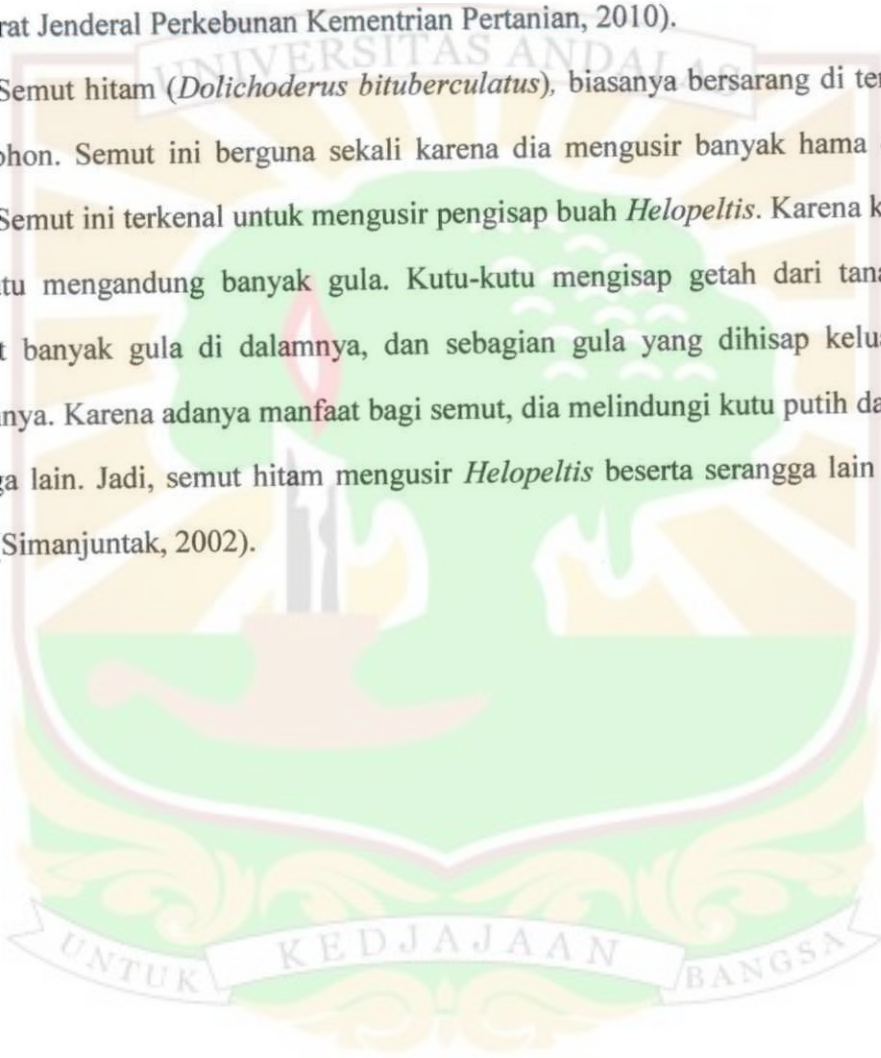 rat Jenderal Perkebunan Kementrian Pertanian, 2010).
UNIVERSITAS ANDALAS
Semut hitam (Dolichoderus bituberculatus), biasanya bersarang di ter
ohon. Semut ini berguna sekali karena dia mengusir banyak hama
Semut ini terkenal untuk mengusir pengisap buah Helopeltis. Karena k
tu mengandung banyak gula. Kutu-kutu mengisap getah dari tana
t banyak gula di dalamnya, dan sebagian gula yang dihisap kelua
nya. Karena adanya manfaat bagi semut, dia melindungi kutu putih da
ga lain. Jadi, semut hitam mengusir Helopeltis beserta serangga lain
(Simanjuntak, 2002).
UNTUK KEDJAJAAN BANGSA